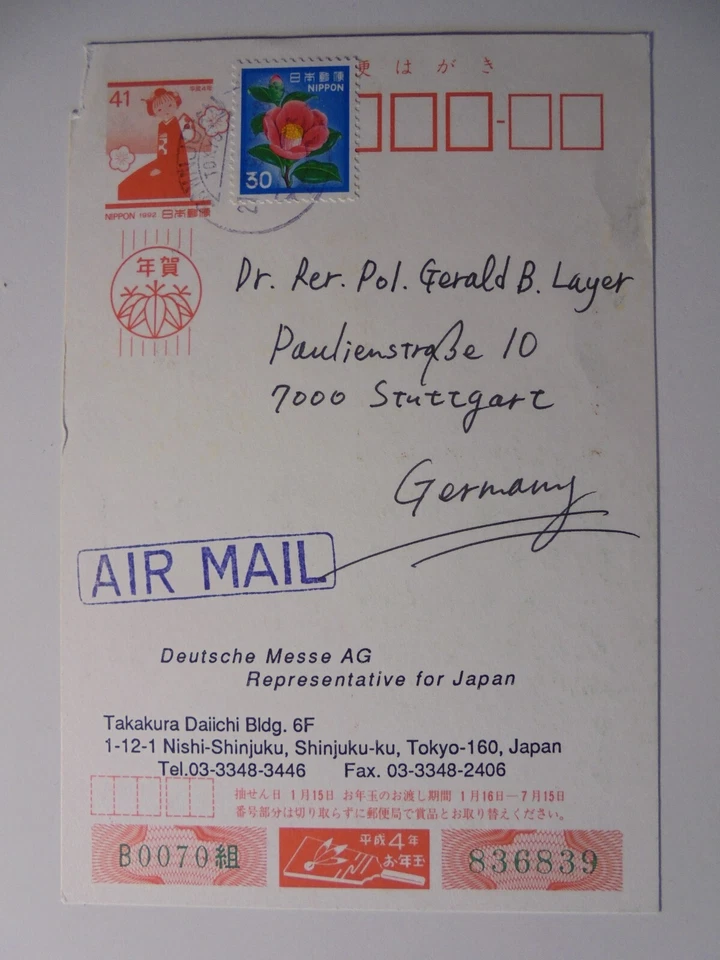 便はがき
41
平成4年
日本郵便
NIPPON
30
NIPPON 1992 日本郵便
年賀
Dr. Rer. Pol. Gerald B. Layer
Paulienstraße 10
7000 Stuttgart
Germany
AIR MAIL
Deutsche Messe AG
Representative for Japan
Takakura Daiichi Bldg. 6F
1-12-1 Nishi-Shinjuku, Shinjuku-ku, Tokyo-160, Japan
Tel.03-3348-3446 Fax. 03-3348-2406
抽せん日 1月15日 お年玉のお渡し期間 1月16日—7月15日
番号部分は切り取らずに郵便局で賞品とお取り替えください。
B0070組
平成4年
お年玉
836839